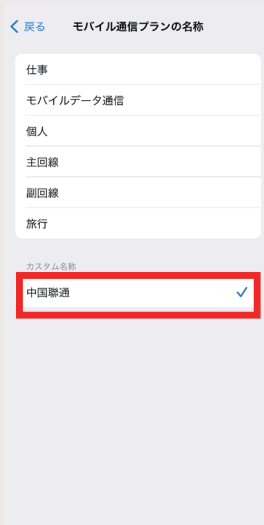 戻る モバイル通信プランの名称
仕事
モバイルデータ通信
個人
主回線
副回線
旅行
カスタム名称
中国聯通